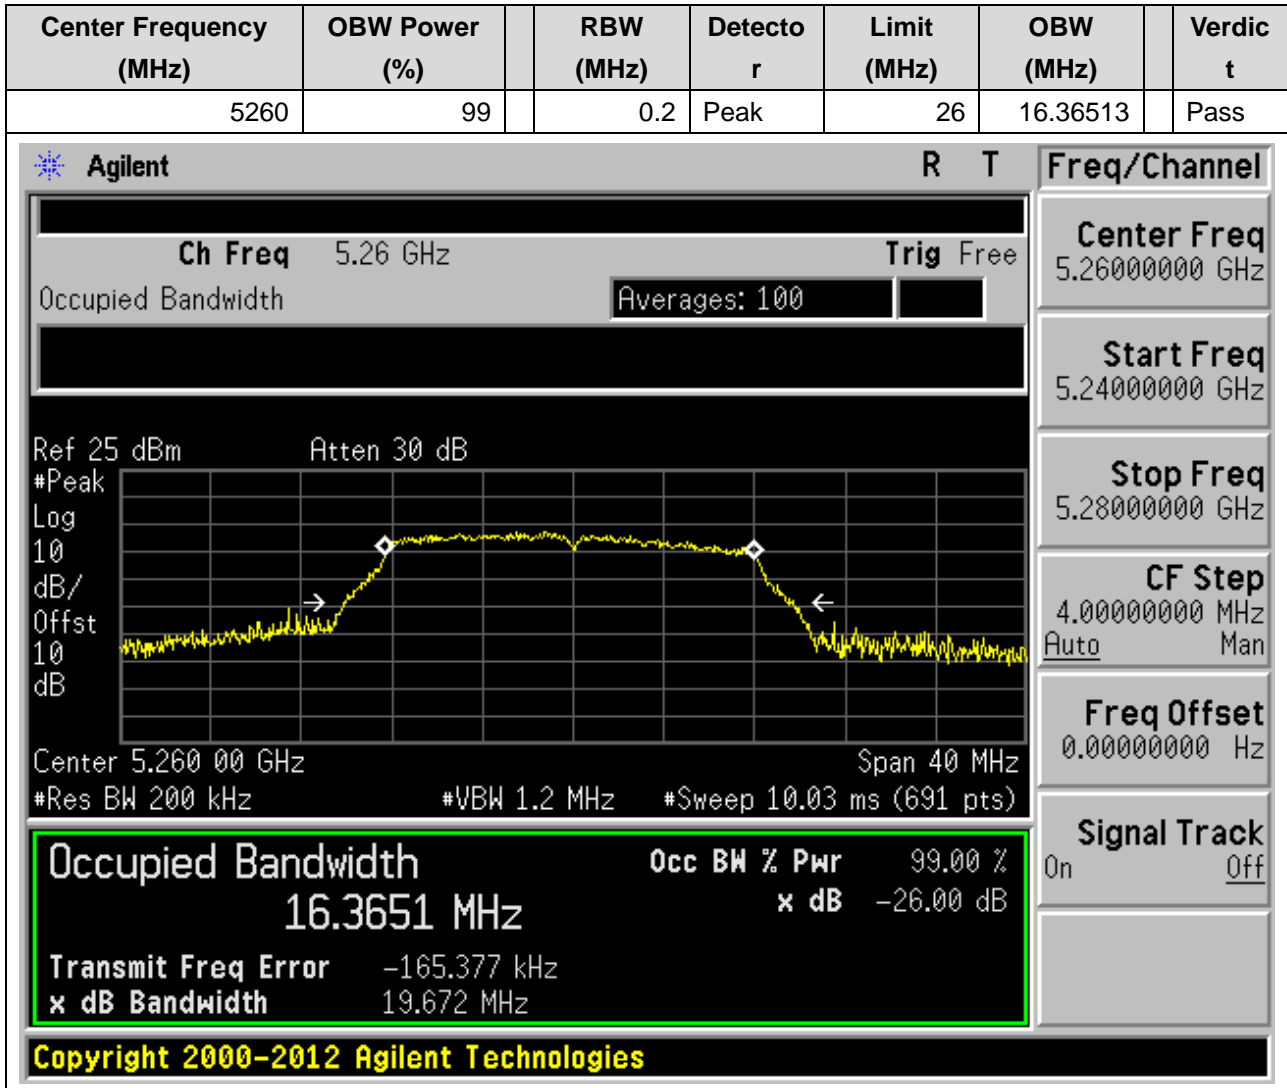 Center Frequency OBW Power RBW Detecto Limit OBW Verdic
(MHz) (%) (MHz) r (MHz) (MHz) t
5260 99 0.2 Peak 26 16.36513 Pass
Agilent R T Freq/Channel
Ch Freq 5.26 GHz Trig Free
Occupied Bandwidth Averages: 100
Center Freq
5.26000000 GHz
Start Freq
5.24000000 GHz
Stop Freq
5.28000000 GHz
CF Step
4.00000000 MHz
Auto Man
Freq Offset
0.00000000 Hz
Signal Track
On Off
Ref 25 dBm Atten 30 dB
#Peak
Log
10
dB/
Offst
10
dB
Center 5.260 00 GHz Span 40 MHz
#Res BW 200 kHz #VBW 1.2 MHz #Sweep 10.03 ms (691 pts)
Occupied Bandwidth Occ BW % Pwr 99.00 %
16.3651 MHz x dB -26.00 dB
Transmit Freq Error -165.377 kHz
x dB Bandwidth 19.672 MHz
Copyright 2000-2012 Agilent Technologies